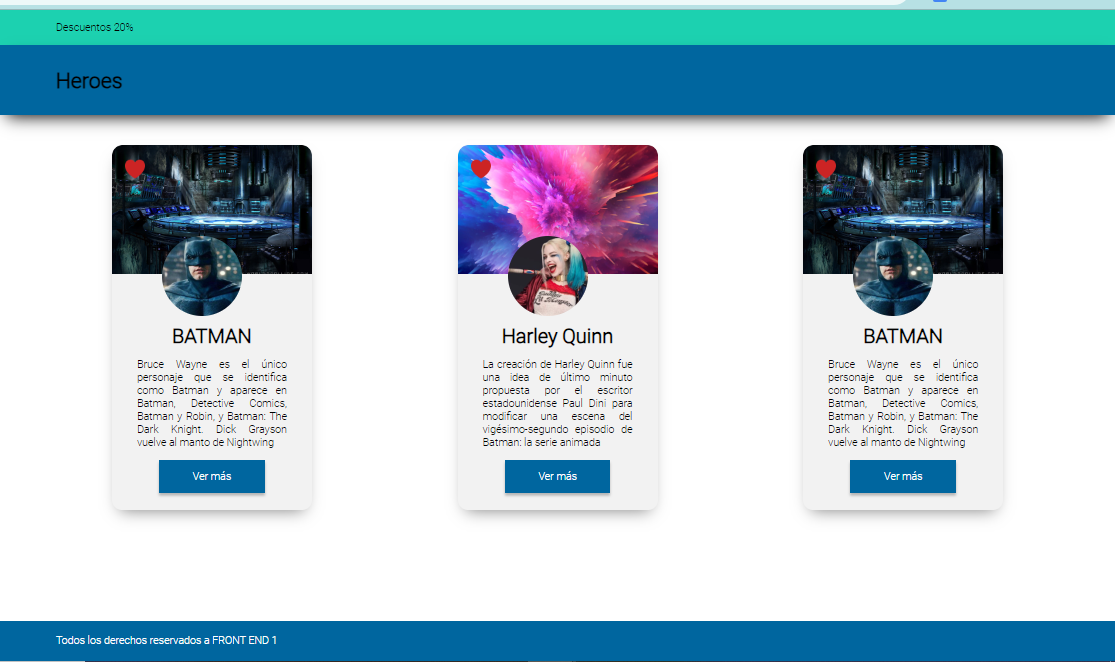 Descuentos 20%
Heroes
BATMAN
Bruce Wayne es el único
personaje que se identifica
como Batman y aparece en
Batman, Detective Comics,
Batman y Robin, y Batman: The
Dark Knight. Dick Grayson
vuelve al manto de Nightwing
Ver más
Harley Quinn
La creación de Harley Quinn fue
una idea de último minuto
propuesta por el escritor
estadounidense Paul Dini para
modificar una escena del
vigésimo-segundo episodio de
Batman: la serie animada
Ver más
BATMAN
Bruce Wayne es el único
personaje que se identifica
como Batman y aparece en
Batman, Detective Comics,
Batman y Robin, y Batman: The
Dark Knight. Dick Grayson
vuelve al manto de Nightwing
Ver más
Todos los derechos reservados a FRONT END 1